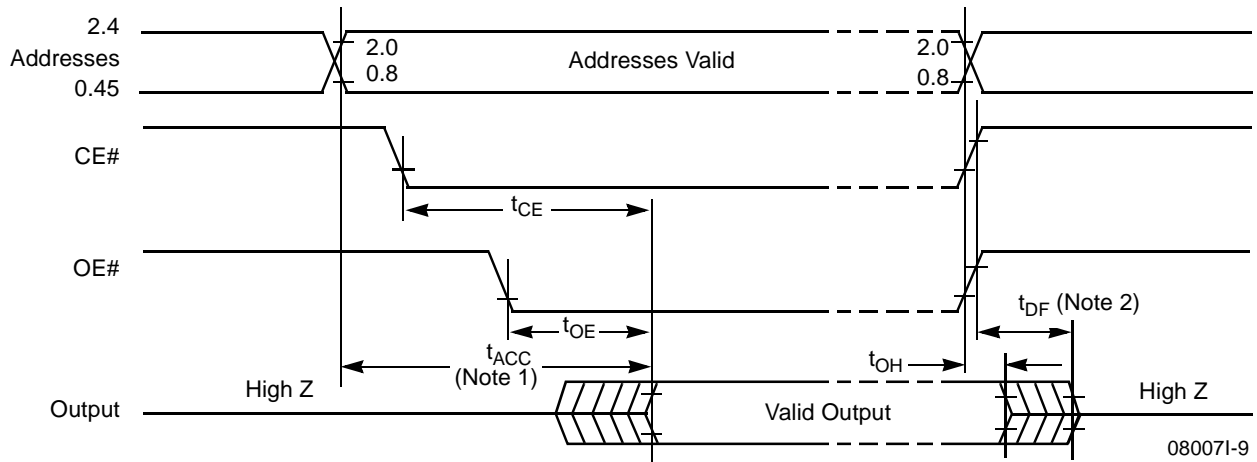 2.4
Addresses
0.45
2.0
0.8
Addresses Valid
2.0
0.8
CE#
tCE
OE#
tOE
tDF (Note 2)
tACC
(Note 1)
tOH
High Z
High Z
Output
Valid Output
08007I-9